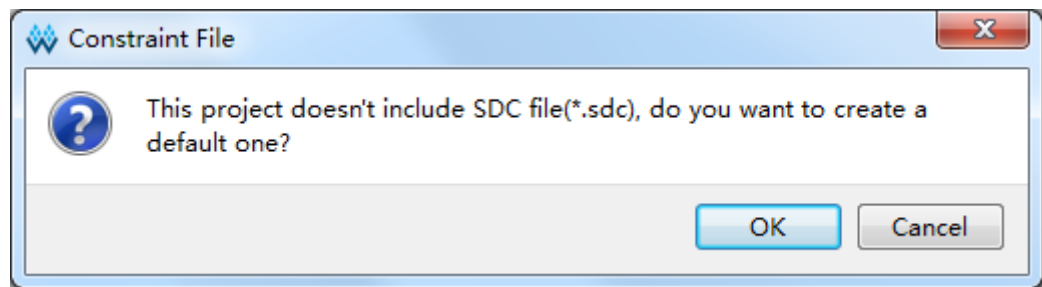 Constraint File
This project doesn't include SDC file(*.sdc), do you want to create a
default one?
OK
Cancel